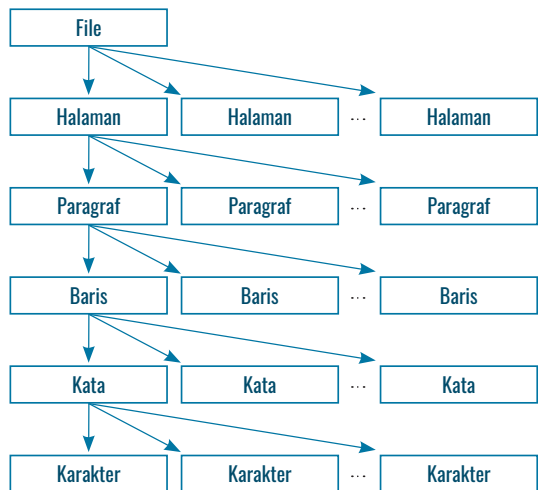 File
Halaman Halaman ... Halaman
Paragraf Paragraf ... Paragraf
Baris Baris ... Baris
Kata Kata ... Kata
Karakter Karakter ... Karakter